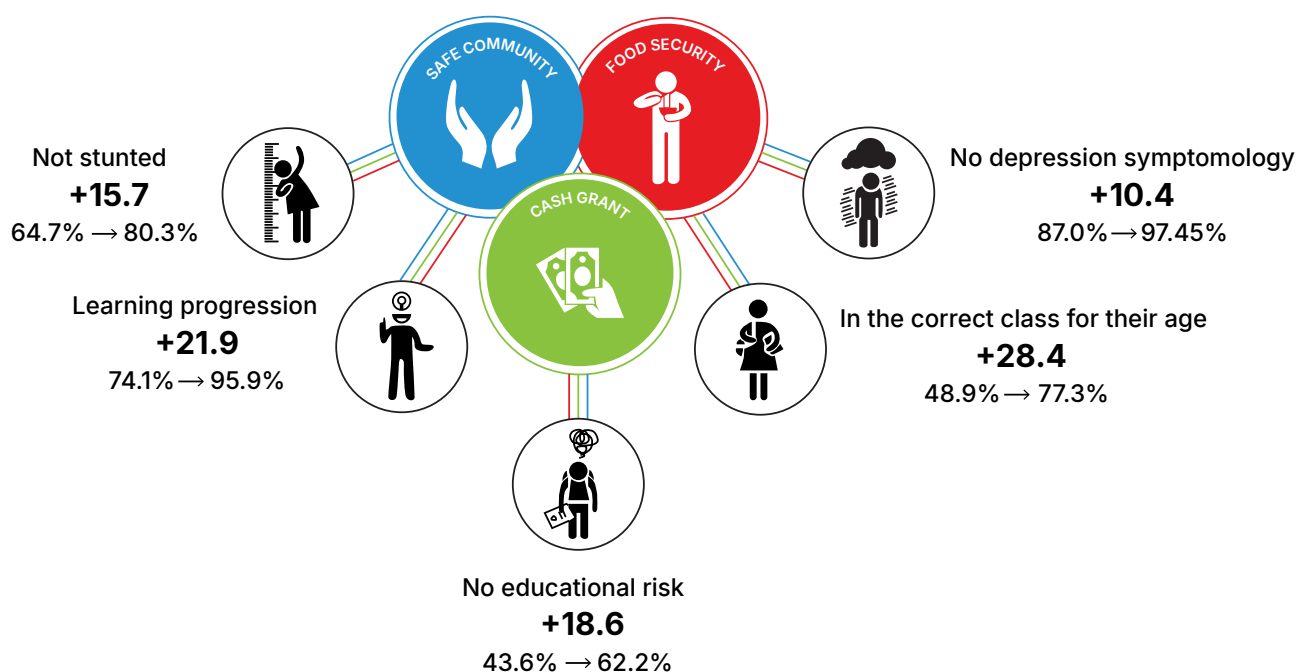 SAFE COMMUNITY
FOOD SECURITY
CASH GRANT
Not stunted
+15.7
64.7% → 80.3%
No depression symptomology
+10.4
87.0% → 97.45%
Learning progression
+21.9
74.1% → 95.9%
In the correct class for their age
+28.4
48.9% → 77.3%
No educational risk
+18.6
43.6% → 62.2%